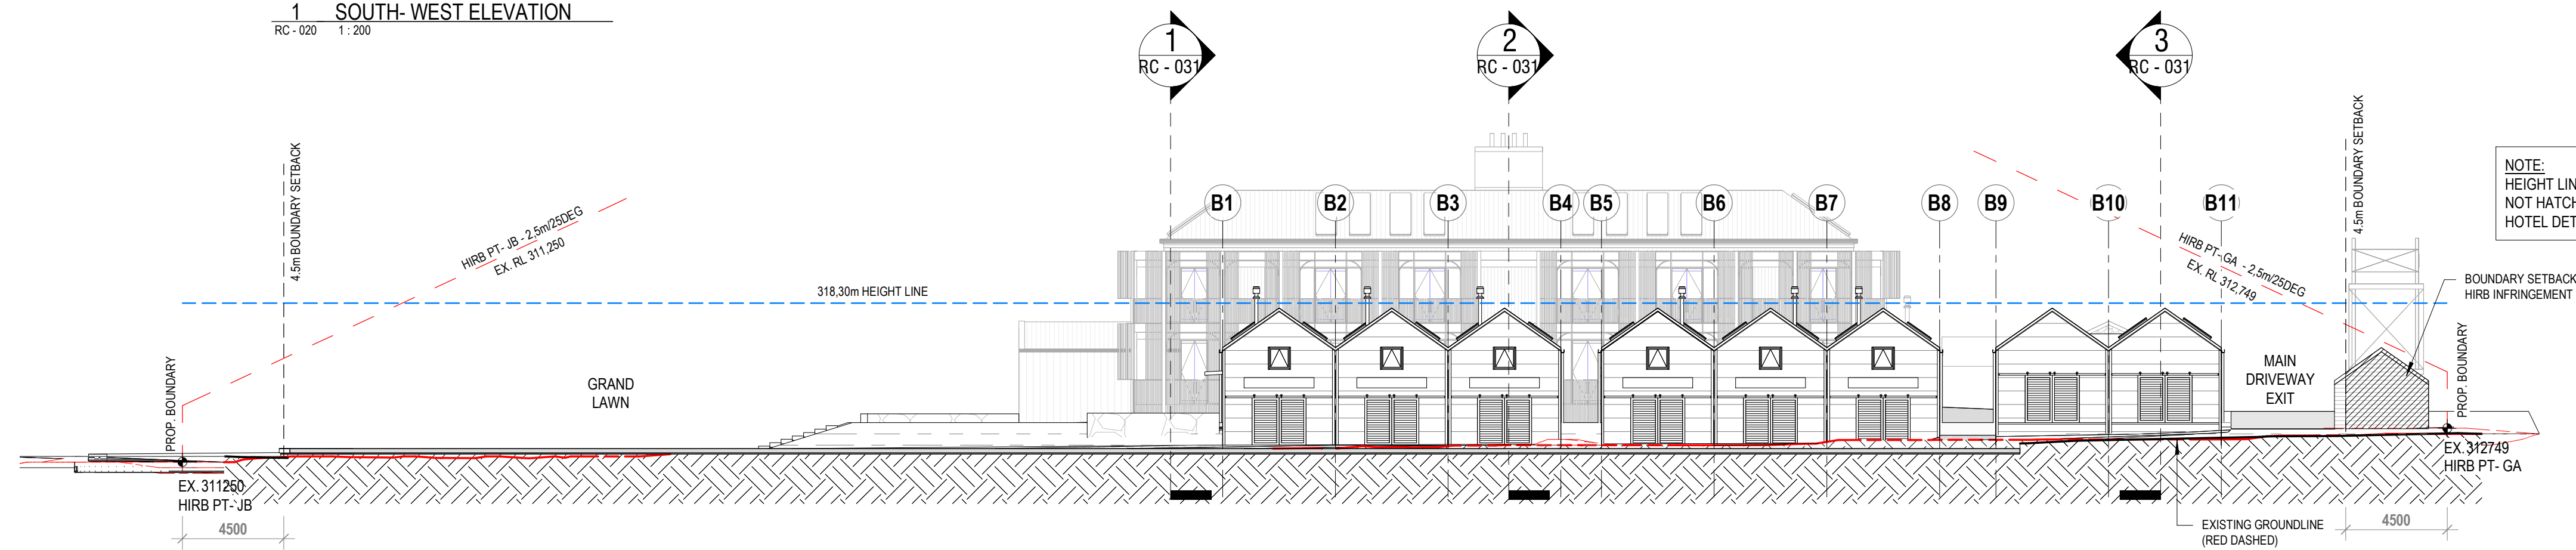 1 SOUTH- WEST ELEVATION
RC - 020 1 : 200
1
RC - 031
2
RC - 031
3
RC - 031
4.5m BOUNDARY SETBACK
4.5m BOUNDARY SETBACK
NOTE:
HEIGHT LIN
NOT HATCH
HOTEL DET
B1
B2
B3
B4
B5
B6
B7
B8
B9
B10
B11
HIRB PT- JB - 2,5m/25DEG
EX. RL 311,250
HIRB PT- GA - 2,5m/25DEG
EX. RL 312,749
318,30m HEIGHT LINE
BOUNDARY SETBACK
HIRB INFRINGEMENT
PROP. BOUNDARY
GRAND
LAWN
MAIN
DRIVEWAY
EXIT
PROP. BOUNDARY
EX. 311250
HIRB PT- JB
EX. 312749
HIRB PT- GA
4500
4500
EXISTING GROUNDLINE
(RED DASHED)